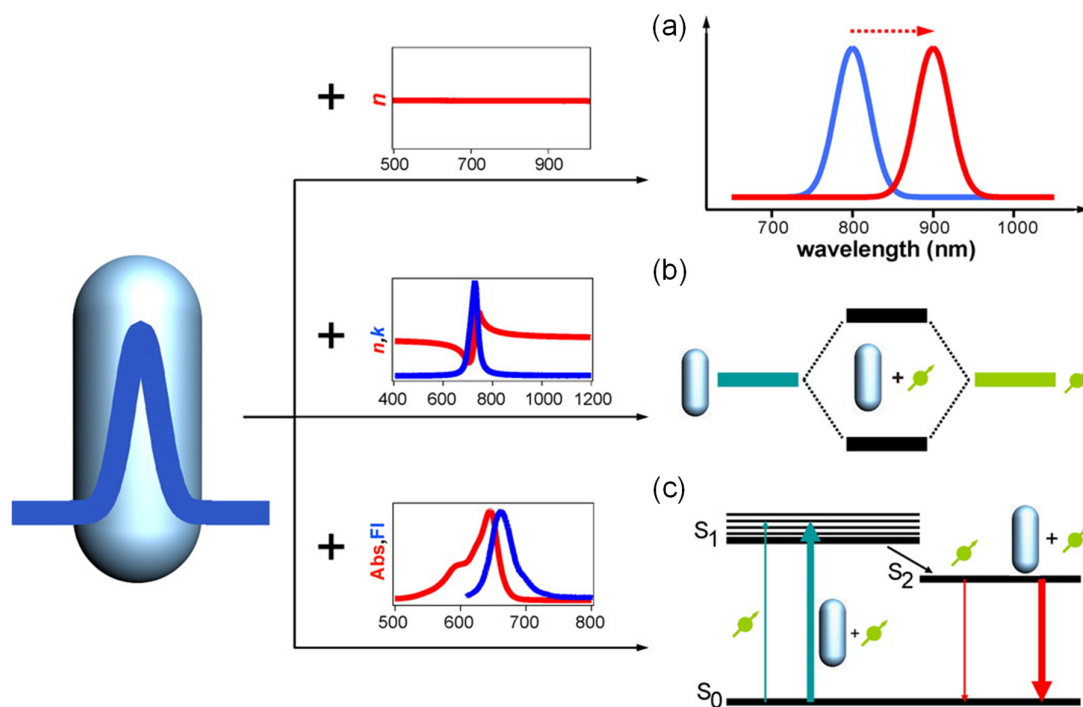 (a)
+
n
500 700 900
700 800 900 1000
wavelength (nm)
(b)
+
n,k
400 600 800 1000 1200
+
(c)
+
Abs,Fl
500 600 700 800
S1
S2
S0
+
+